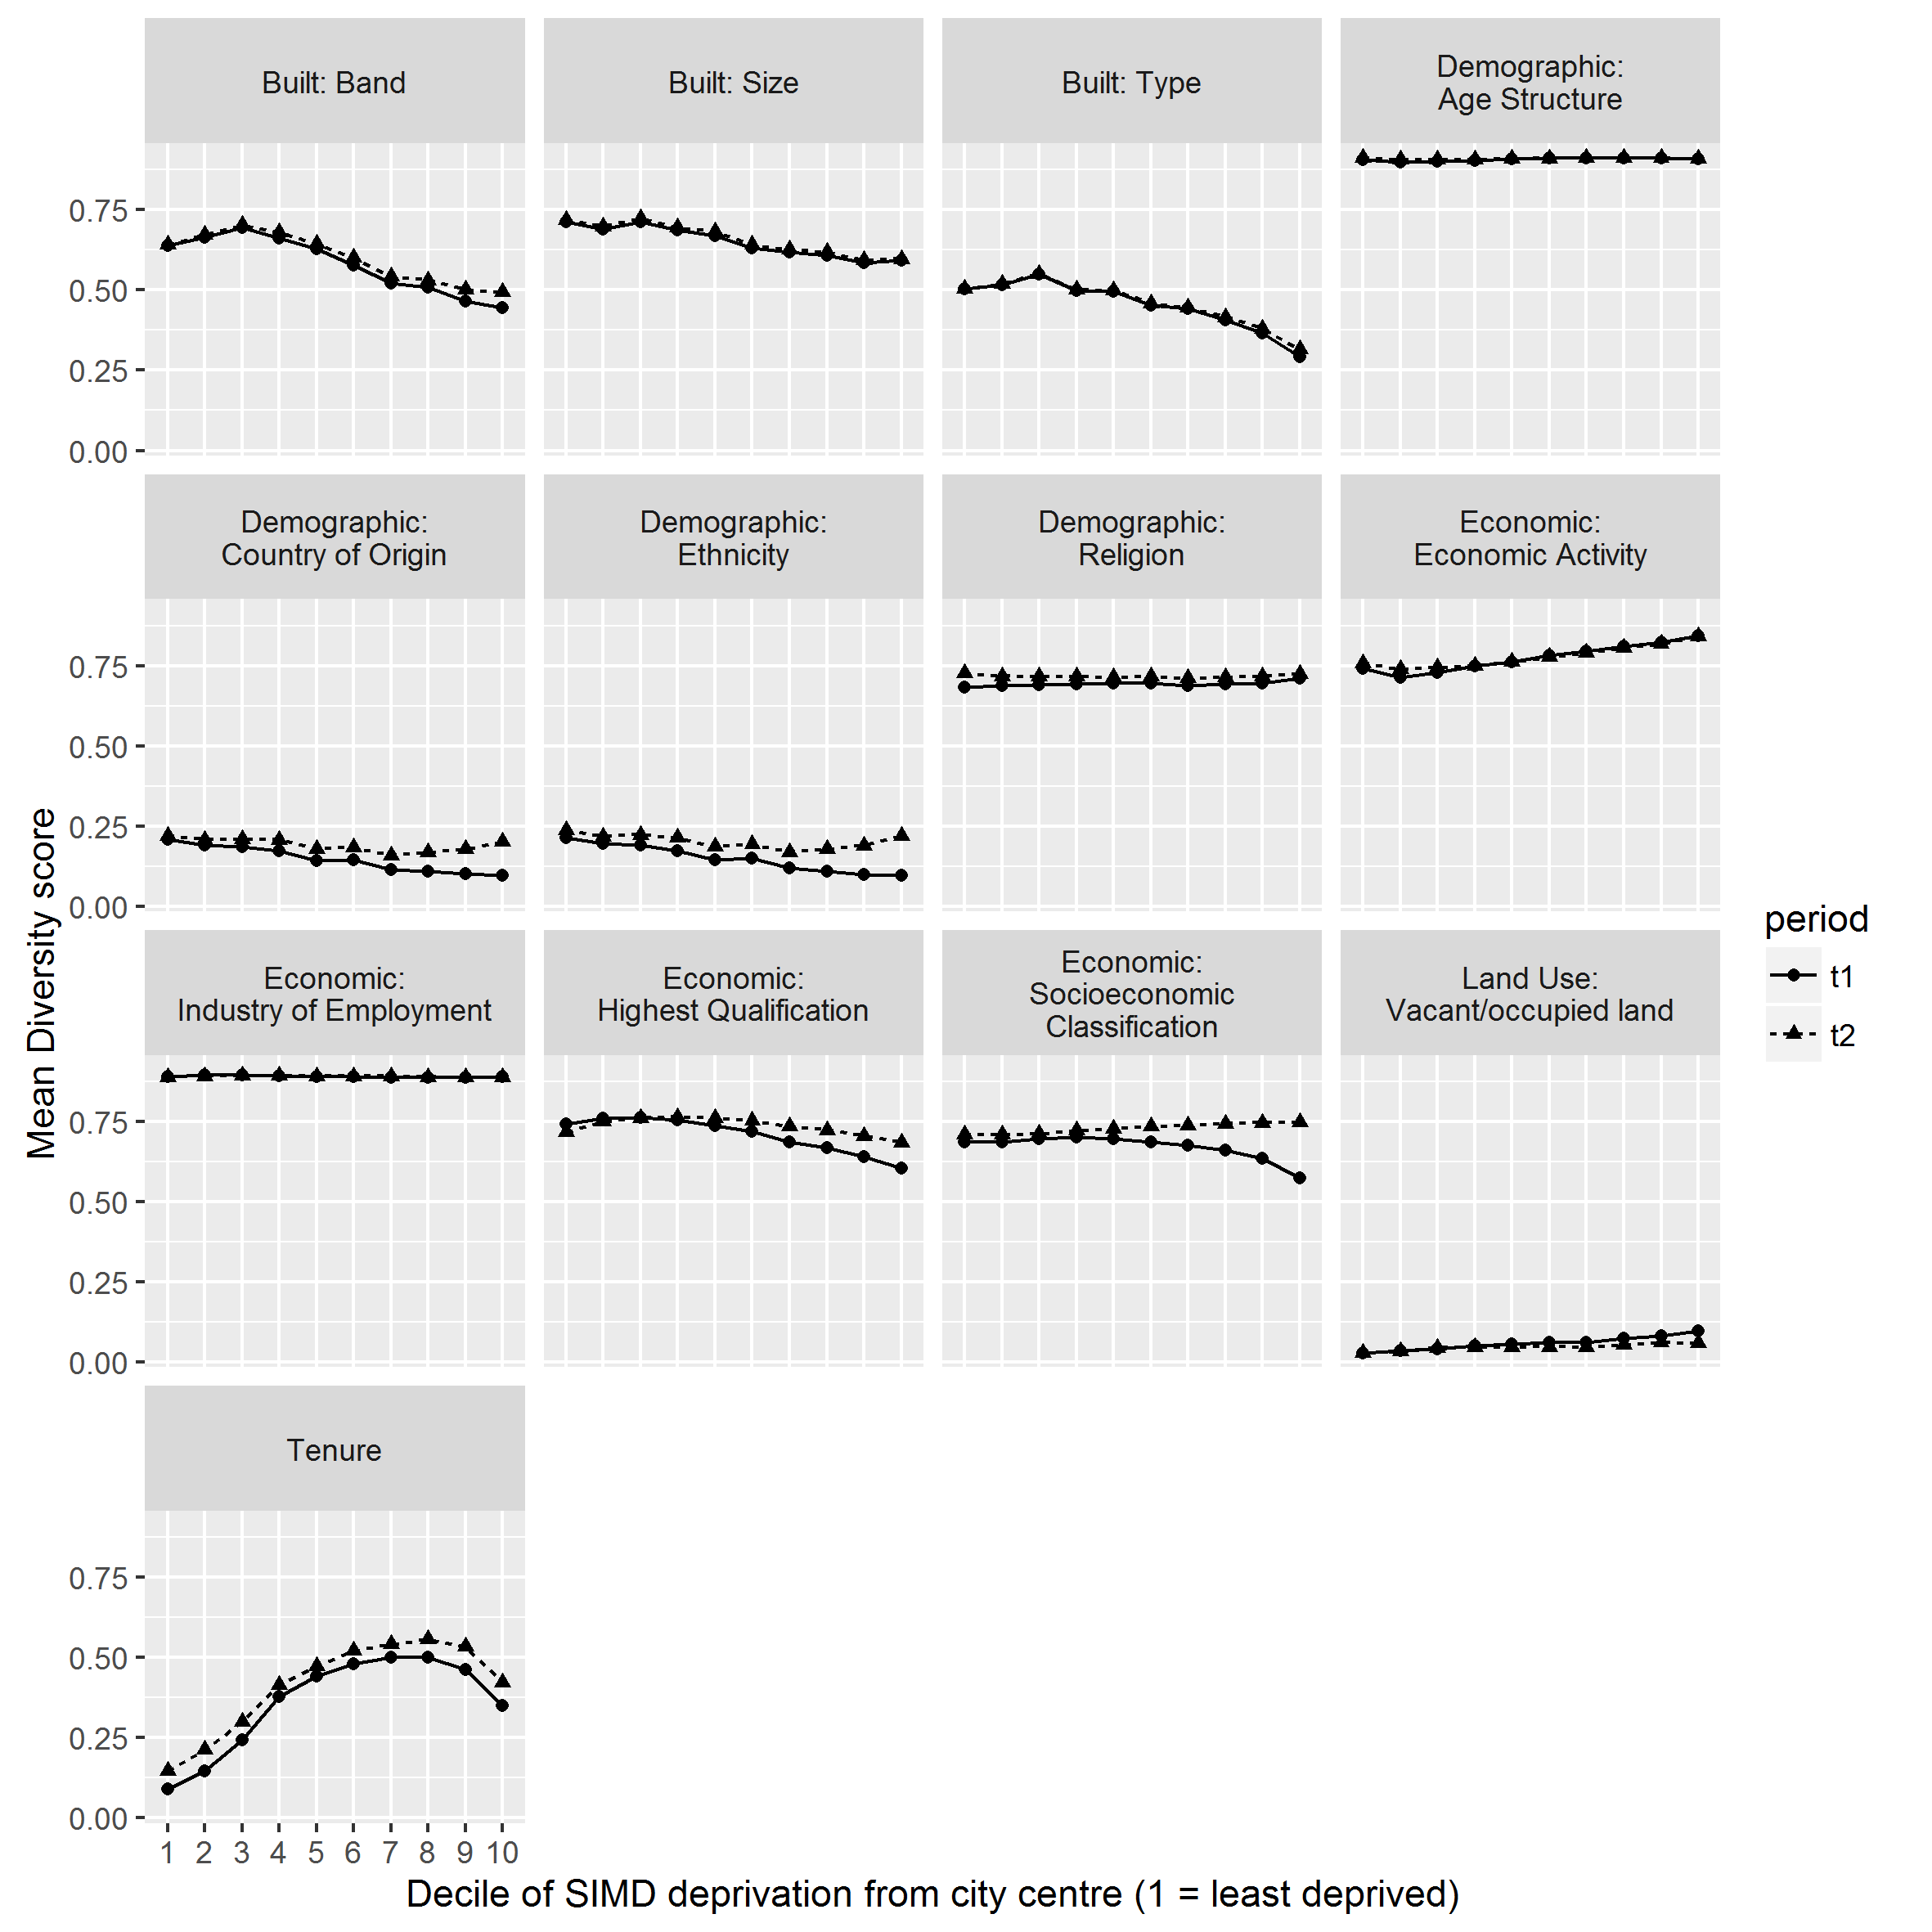 Built: Band
Built: Size
Built: Type
Demographic:
Age Structure
0.75
0.50
0.25
0.00
Demographic:
Country of Origin
Demographic:
Ethnicity
Demographic:
Religion
Economic:
Economic Activity
0.75
0.50
0.25
0.00
Economic:
Industry of Employment
Economic:
Highest Qualification
Economic:
Socioeconomic
Classification
Land Use:
Vacant/occupied land
0.75
0.50
0.25
0.00
Tenure
0.75
0.50
0.25
0.00
1 2 3 4 5 6 7 8 9 10
Decile of SIMD deprivation from city centre (1 = least deprived)
Mean Diversity score
period
t1
t2